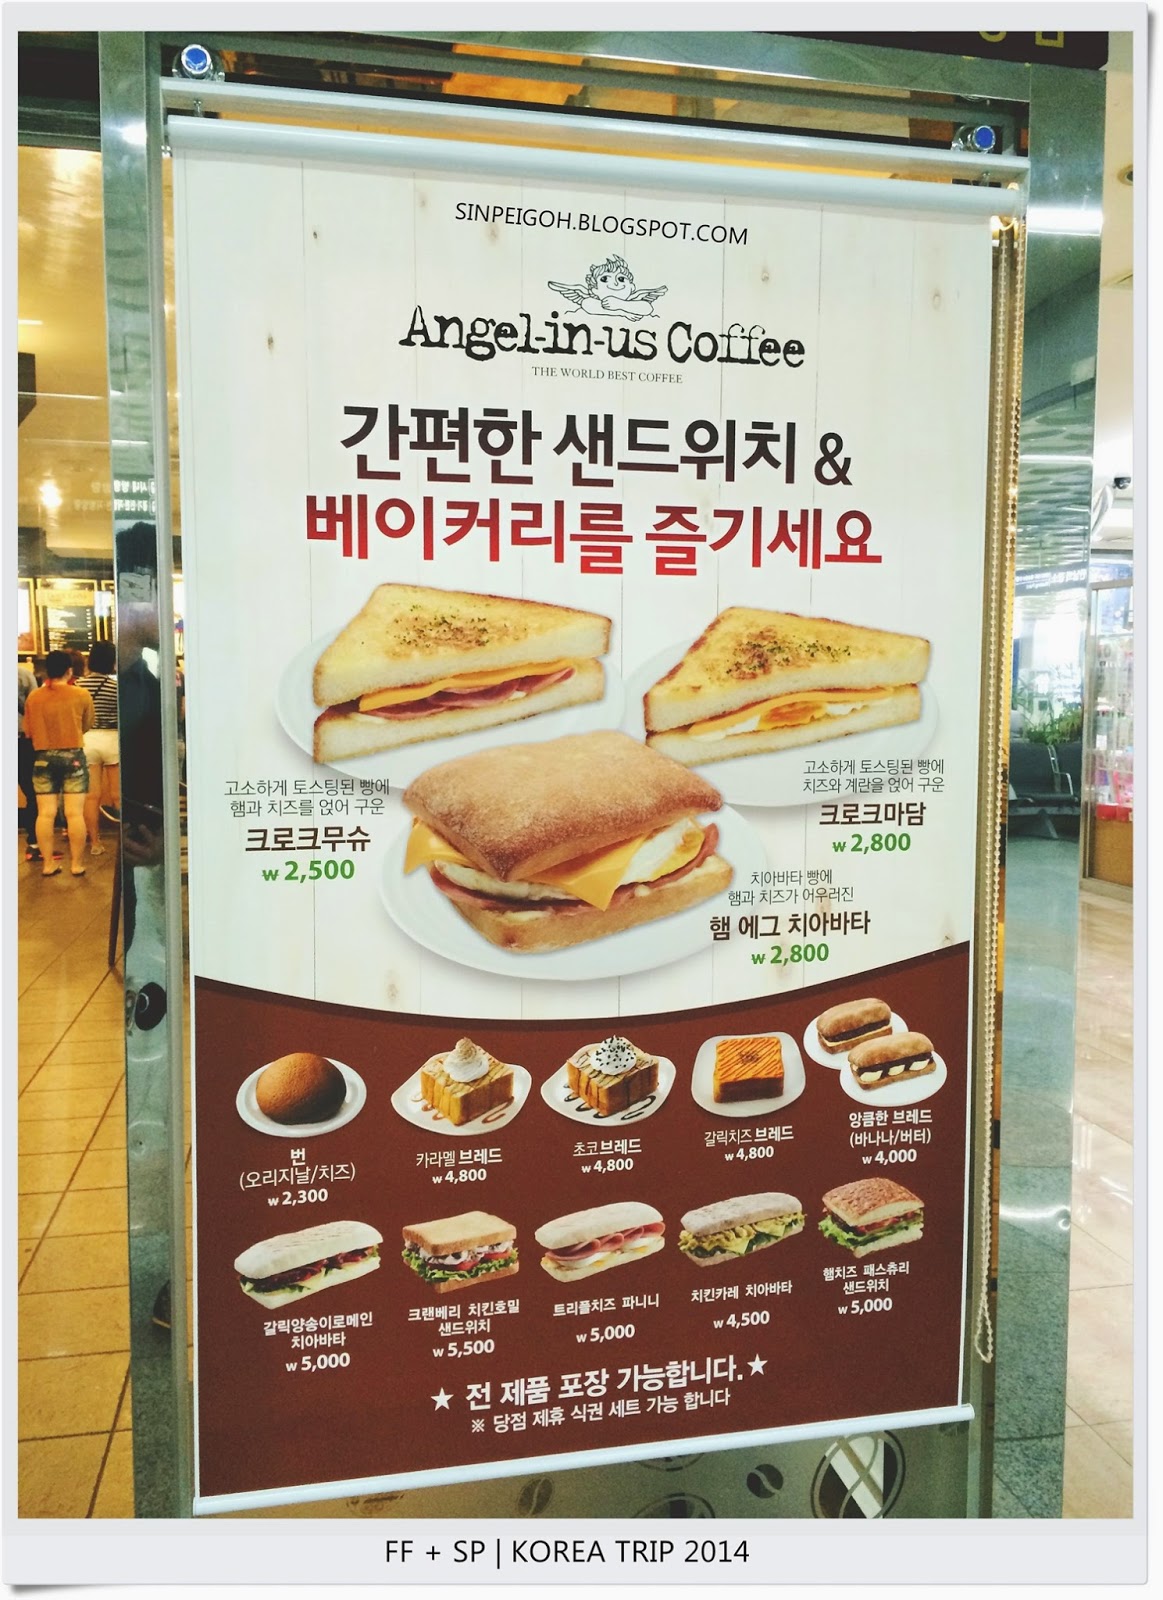 SINPEIGOH.BLOGSPOT.COM
Angel-in-us Coffee
THE WORLD BEST COFFEE
간편한 샌드위치 &
베이커리를 즐기세요
고소하게 토스팅된 빵에
햄과 치즈를 얹어 구운
크로크무슈
₩ 2,500
고소하게 토스팅된 빵에
치즈와 계란을 얹어 구운
크로크마담
₩ 2,800
치아바타 빵에
햄과 치즈가 어우러진
햄 에그 치아바타
₩ 2,800
번
(오리지날/치즈)
₩ 2,300
카라멜 브레드
₩ 4,800
초코브레드
₩ 4,800
갈릭치즈 브레드
₩ 4,800
앙큼한 브레드
(바나나/버터)
₩ 4,000
갈릭양송이로메인
치아바타
₩ 5,000
크랜베리 치킨호밀
샌드위치
₩ 5,500
트리플치즈 파니니
₩ 5,000
치킨카레 치아바타
₩ 4,500
햄치즈 패스츄리
샌드위치
₩ 5,000
★ 전 제품 포장 가능합니다. ★
※ 당점 제휴 식권 세트 가능 합니다
FF + SP | KOREA TRIP 2014